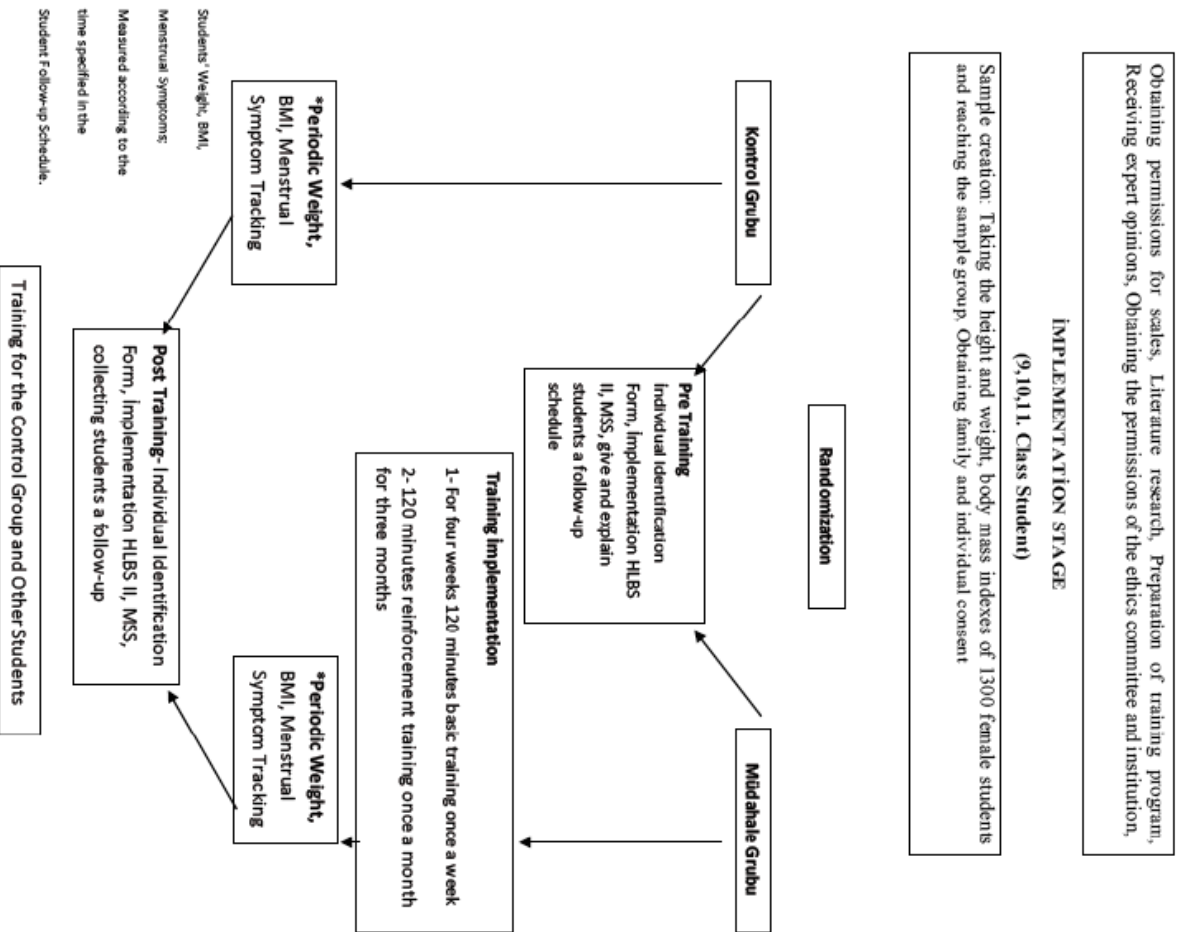 Obtaining permissions for scales, Literature research, Preparation of training program,
Receiving expert opinions, Obtaining the permissions of the ethics committee and institution,
İMPLEMENTATİON STAGE
(9,10,11. Class Student)
Sample creation: Taking the height and weight, body mass indexes of 1300 female students
and reaching the sample group. Obtaining family and individual consent
Randomization
Kontrol Grubu
Müdahale Grubu
Pre Training
İndividual Identification
Form, İmplementation HLBS
II, MSS, give and explain
students a follow-up
schedule
Training İmplementation
1- For four weeks 120 minutes basic training once a week
2- 120 minutes reinforcement training once a month
for three months
*Periodic Weight,
BMI, Menstrual
Symptom Tracking
*Periodic Weight,
BMI, Menstrual
Symptom Tracking
Post Training- Individual Identification
Form, İmplementation HLBS II, MSS,
collecting students a follow-up
Students' Weight, BMI,
Menstrual Symptoms;
Measured according to the
time specified in the
Student Follow-up Schedule.
Training for the Control Group and Other Students